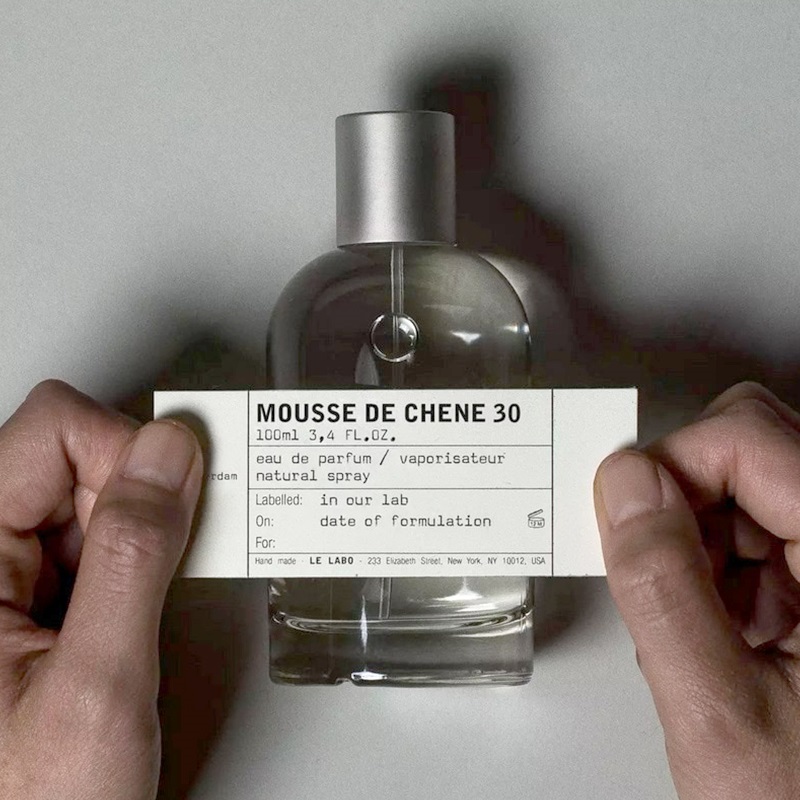 MOUSSE DE CHENE 30
100ml 3,4 FL.OZ.
eau de parfum / vaporisateur
natural spray
rdam
Labelled: in our lab
On: date of formulation
For:
Hand made · LE LABO · 233 Elizabeth Street, New York, NY 10012, USA